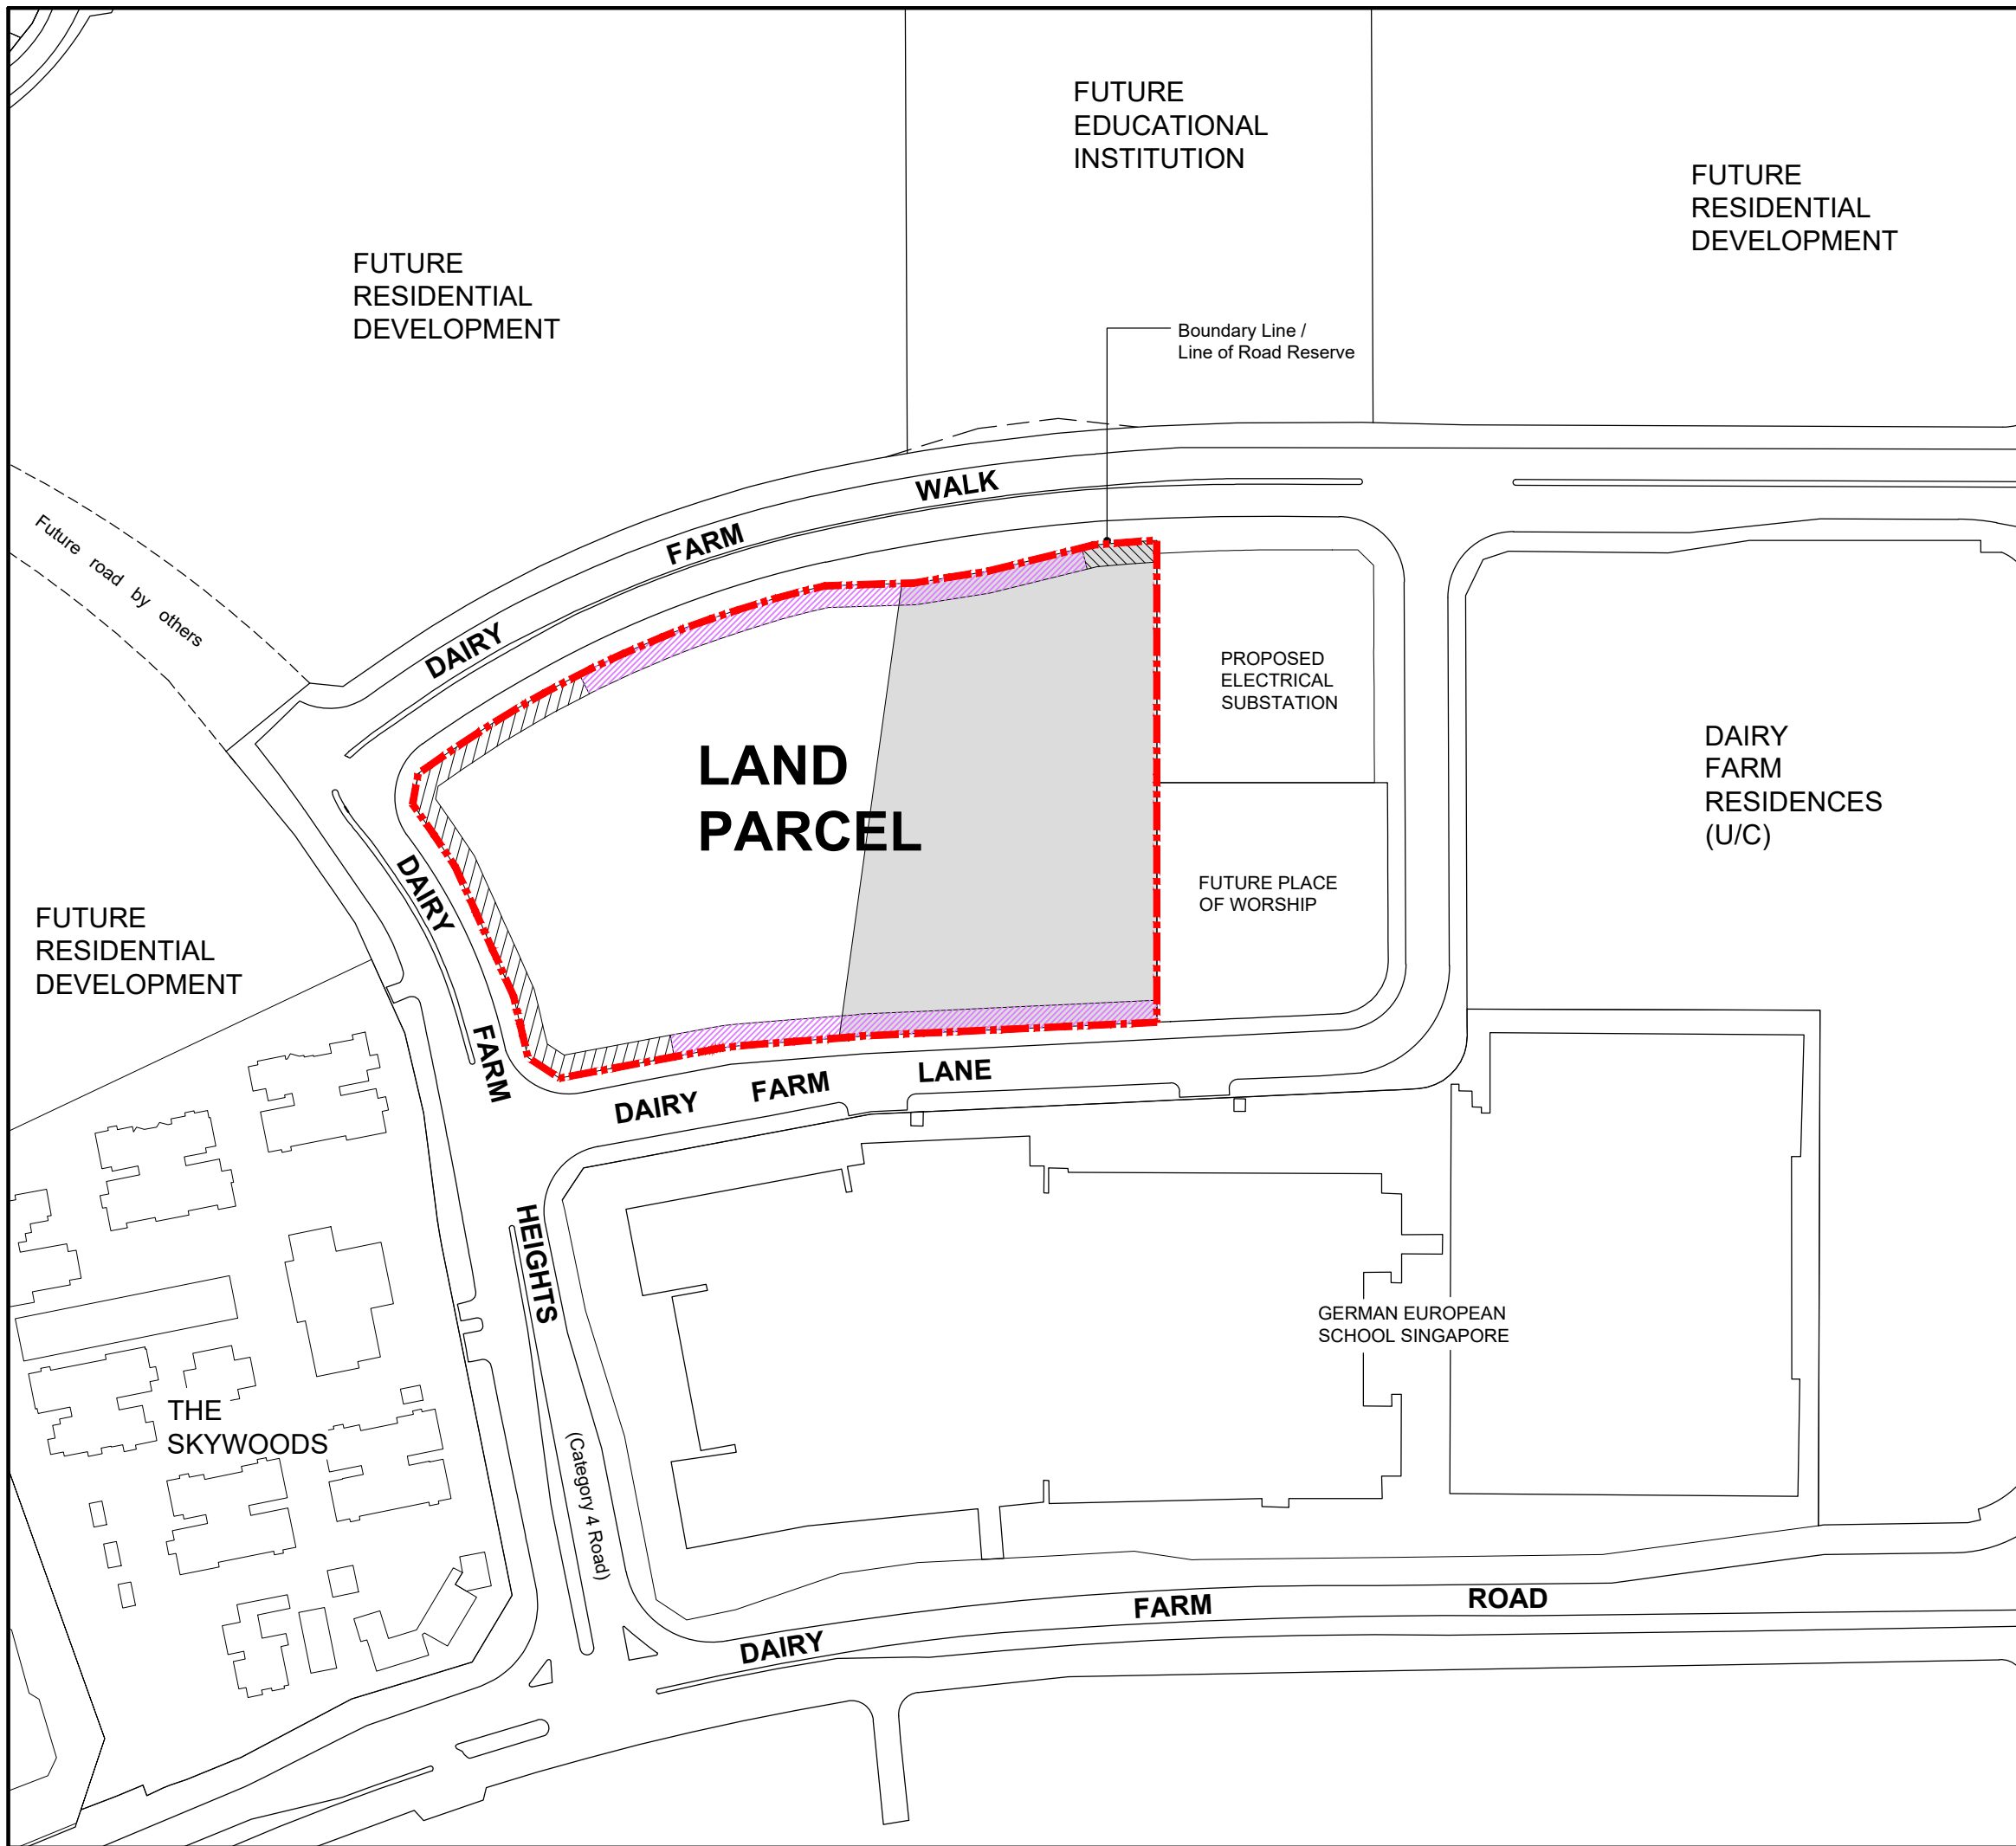 FUTURE
EDUCATIONAL
INSTITUTION
FUTURE
RESIDENTIAL
DEVELOPMENT
FUTURE
RESIDENTIAL
DEVELOPMENT
Boundary Line /
Line of Road Reserve
DAIRY FARM WALK
Future road by others
PROPOSED
ELECTRICAL
SUBSTATION
LAND
PARCEL
DAIRY
FARM
RESIDENCES
(U/C)
FUTURE PLACE
OF WORSHIP
FUTURE
RESIDENTIAL
DEVELOPMENT
DAIRY FARM HEIGHTS
(Category 4 Road)
DAIRY FARM LANE
GERMAN EUROPEAN
SCHOOL SINGAPORE
THE
SKYWOODS
DAIRY FARM ROAD